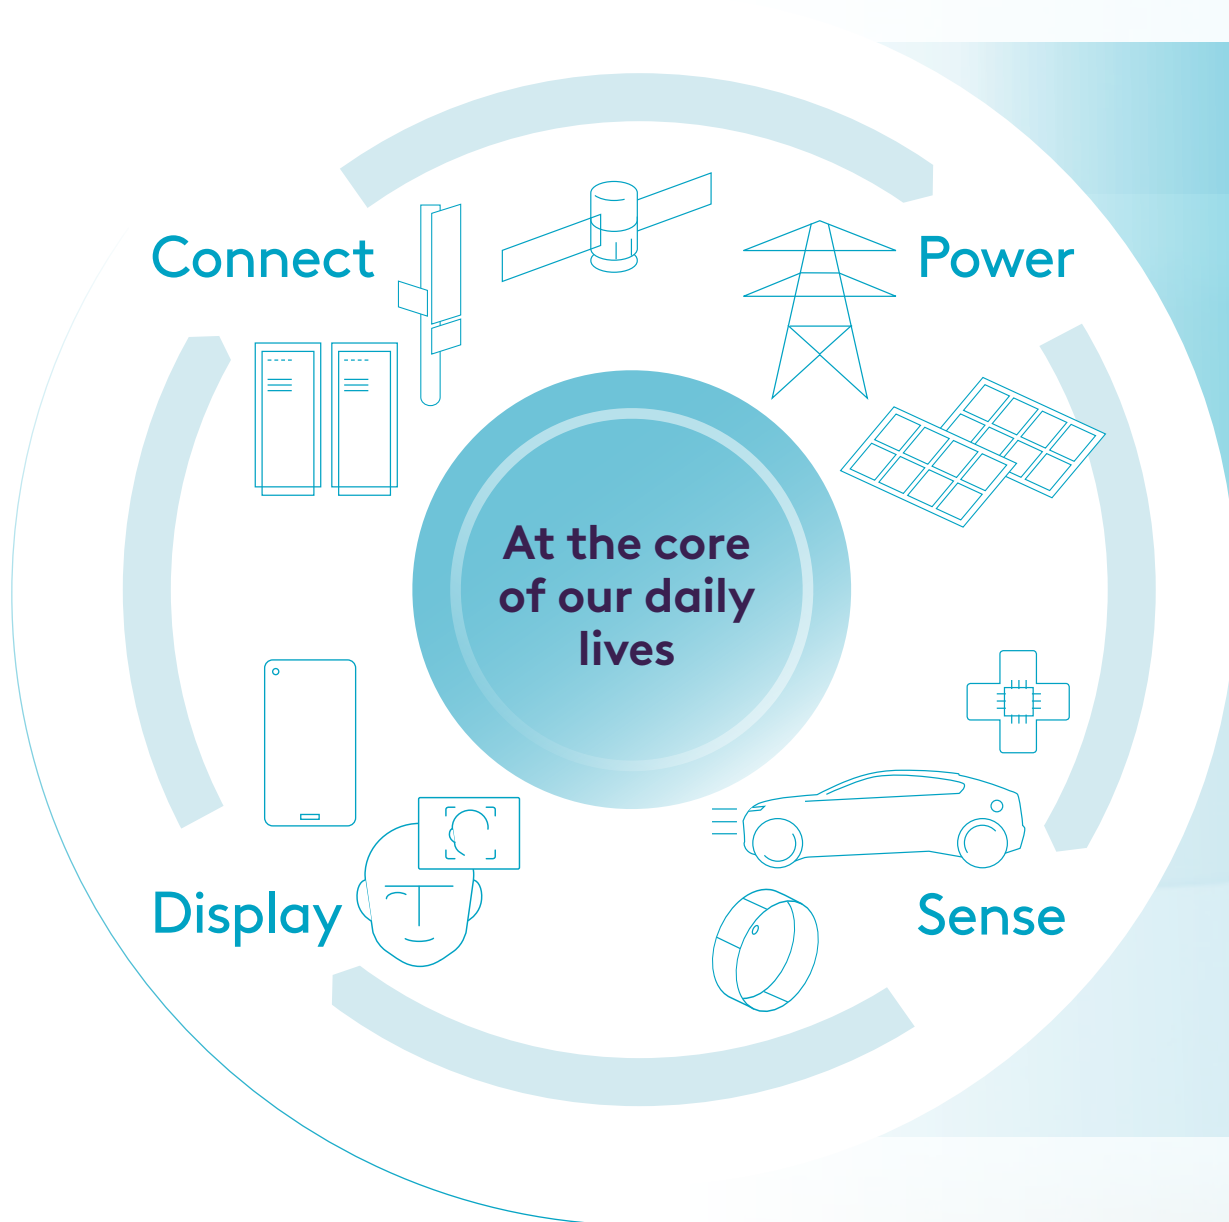 Connect
Power
At the core
of our daily
lives
Display
Sense